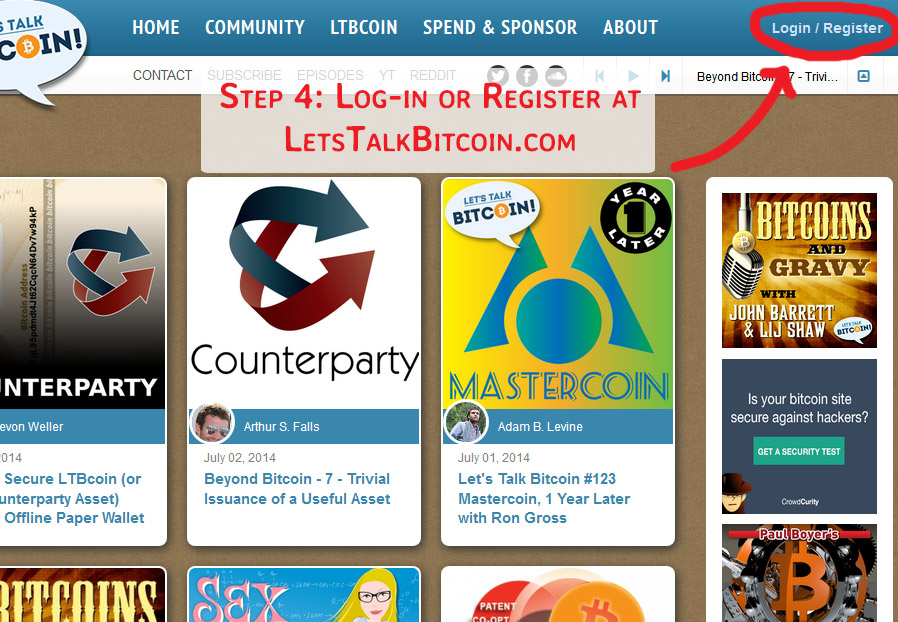 LET'S TALK
BITCOIN!
HOME COMMUNITY LTBCOIN SPEND & SPONSOR ABOUT
Login / Register
CONTACT SUBSCRIBE EPISODES YT REDDIT
Beyond Bitcoin - 7 - Trivi...
Step 4: Log-in or Register at
LetsTalkBitcoin.com
Bitcoin Address
UNTERPARTY
evon Weller
2014
Secure LTBcoin (or
unterparty Asset)
Offline Paper Wallet
Counterparty
Arthur S. Falls
July 02, 2014
Beyond Bitcoin - 7 - Trivial
Issuance of a Useful Asset
LET'S TALK
BITCOIN!
YEAR
1
LATER
MASTERCOIN
Adam B. Levine
July 01, 2014
Let's Talk Bitcoin #123
Mastercoin, 1 Year Later
with Ron Gross
BITCOINS
AND
GRAVY
WITH
JOHN BARRETT
& LIJ SHAW
LET'S TALK
BITCOIN!
Is your bitcoin site
secure against hackers?
GET A SECURITY TEST
CrowdCurity
Paul Boyer's
BITCOINS
SEX
PATENT
CO-OPT